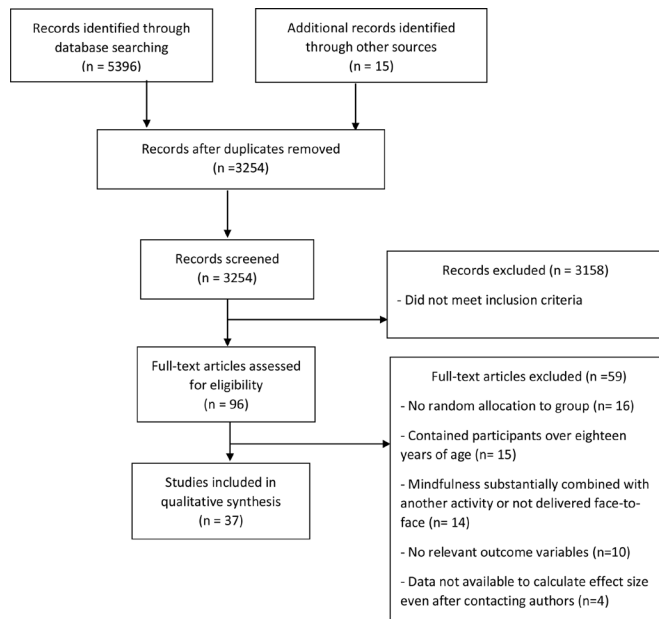 Records identified through
database searching
(n = 5396)
Additional records identified
through other sources
(n = 15)
Records after duplicates removed
(n =3254)
Records screened
(n = 3254)
Records excluded (n = 3158)
- Did not meet inclusion criteria
Full-text articles assessed
for eligibility
(n = 96)
Full-text articles excluded (n =59)
- No random allocation to group (n= 16)
- Contained participants over eighteen
years of age (n= 15)
- Mindfulness substantially combined with
another activity or not delivered face-to-
face (n= 14)
- No relevant outcome variables (n=10)
- Data not available to calculate effect size
even after contacting authors (n=4)
Studies included in
qualitative synthesis
(n = 37)